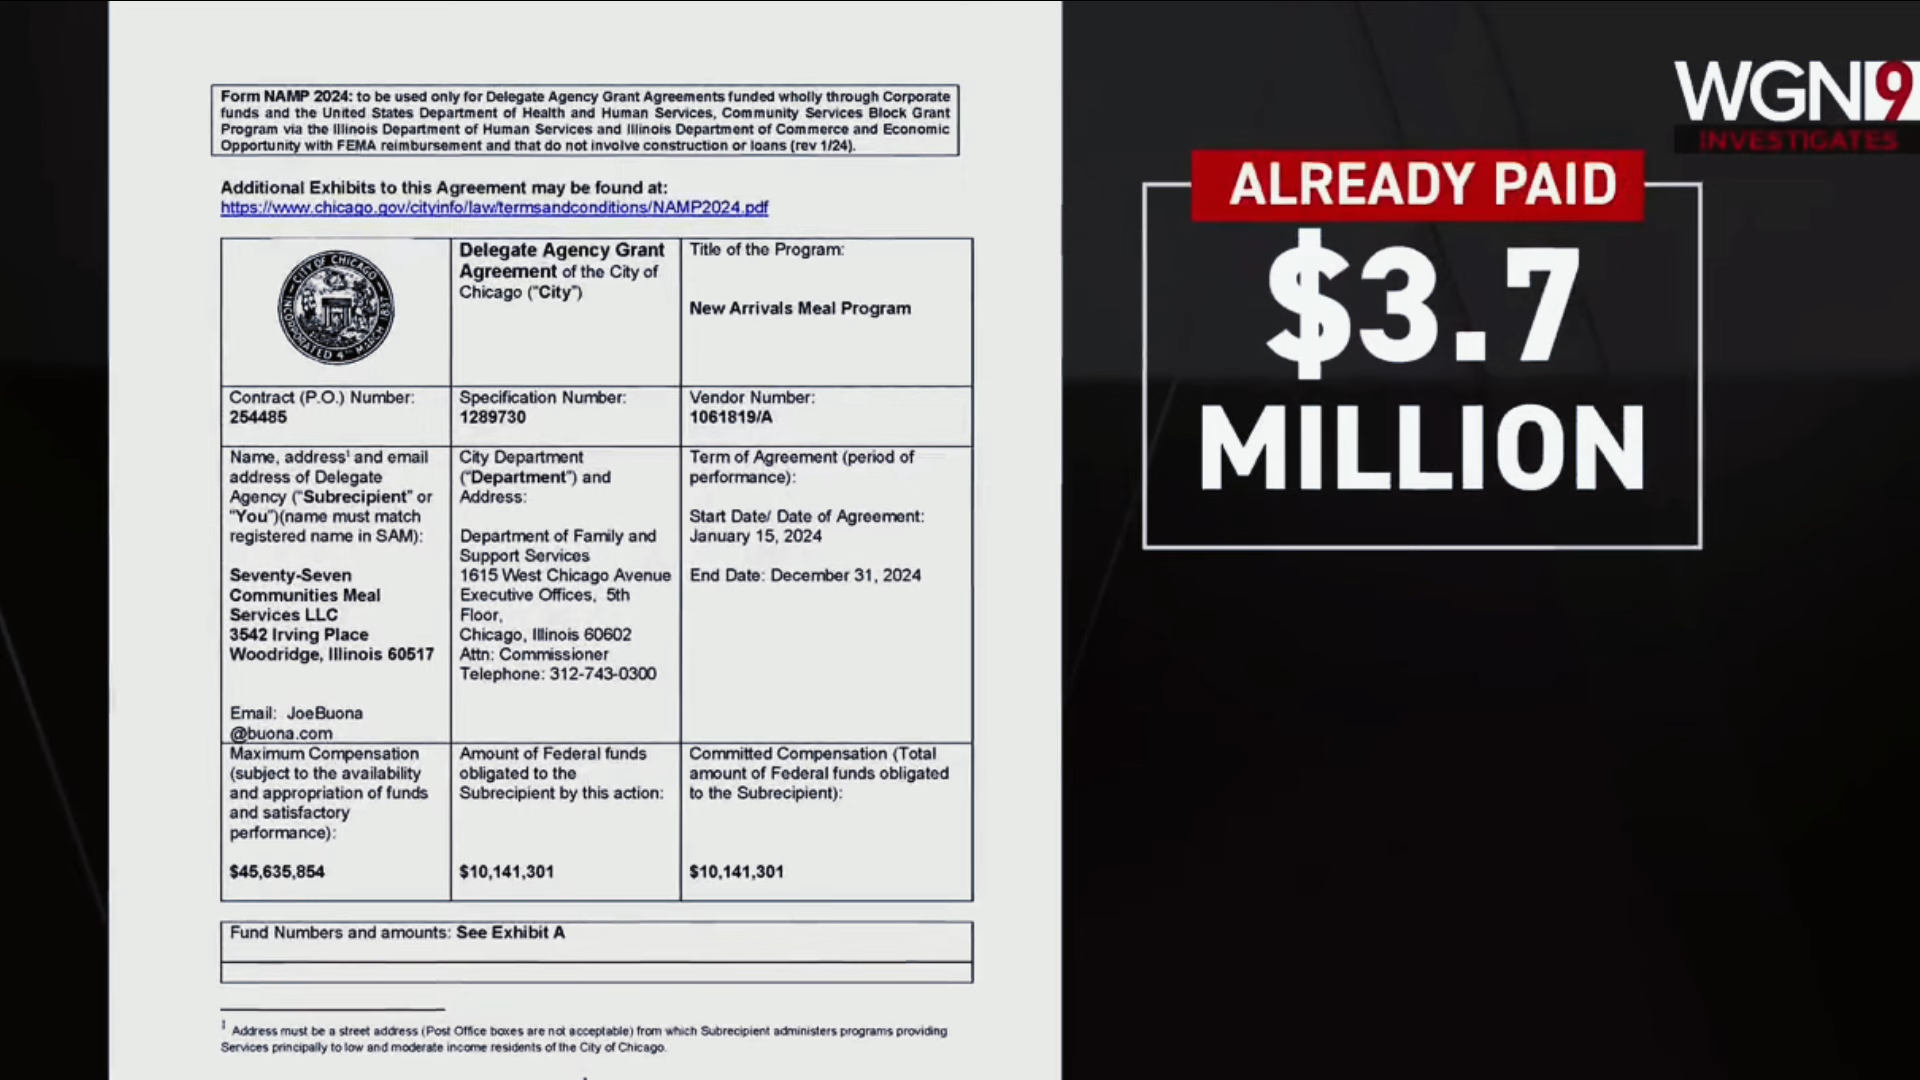 Form NAMP 2024: to be used only for Delegate Agency Grant Agreements funded wholly through Corporate
funds and the United States Department of Health and Human Services, Community Services Block Grant
Program via the Illinois Department of Human Services and Illinois Department of Commerce and Economic
Opportunity with FEMA reimbursement and that do not involve construction or loans (rev 1/24).
Additional Exhibits to this Agreement may be found at:
https://www.chicago.gov/cityinfo/law/termsandconditions/NAMP2024.pdf
CITY OF CHICAGO
INCORPORATED 4TH MARCH 1837
Delegate Agency Grant
Agreement of the City of
Chicago ("City")
Title of the Program:
New Arrivals Meal Program
Contract (P.O.) Number:
254485
Specification Number:
1289730
Vendor Number:
1061819/A
Name, address¹ and email
address of Delegate
Agency ("Subrecipient" or
"You")(name must match
registered name in SAM):
Seventy-Seven
Communities Meal
Services LLC
3542 Irving Place
Woodridge, Illinois 60517
Email: JoeBuona
@buona.com
City Department
("Department") and
Address:
Department of Family and
Support Services
1615 West Chicago Avenue
Executive Offices, 5th
Floor,
Chicago, Illinois 60602
Attn: Commissioner
Telephone: 312-743-0300
Term of Agreement (period of
performance):
Start Date/ Date of Agreement:
January 15, 2024
End Date: December 31, 2024
Maximum Compensation
(subject to the availability
and appropriation of funds
and satisfactory
performance):
$45,635,854
Amount of Federal funds
obligated to the
Subrecipient by this action:
$10,141,301
Committed Compensation (Total
amount of Federal funds obligated
to the Subrecipient):
$10,141,301
Fund Numbers and amounts: See Exhibit A
¹ Address must be a street address (Post Office boxes are not acceptable) from which Subrecipient administers programs providing
Services principally to low and moderate income residents of the City of Chicago.
WGN9
INVESTIGATES
ALREADY PAID
$3.7
MILLION